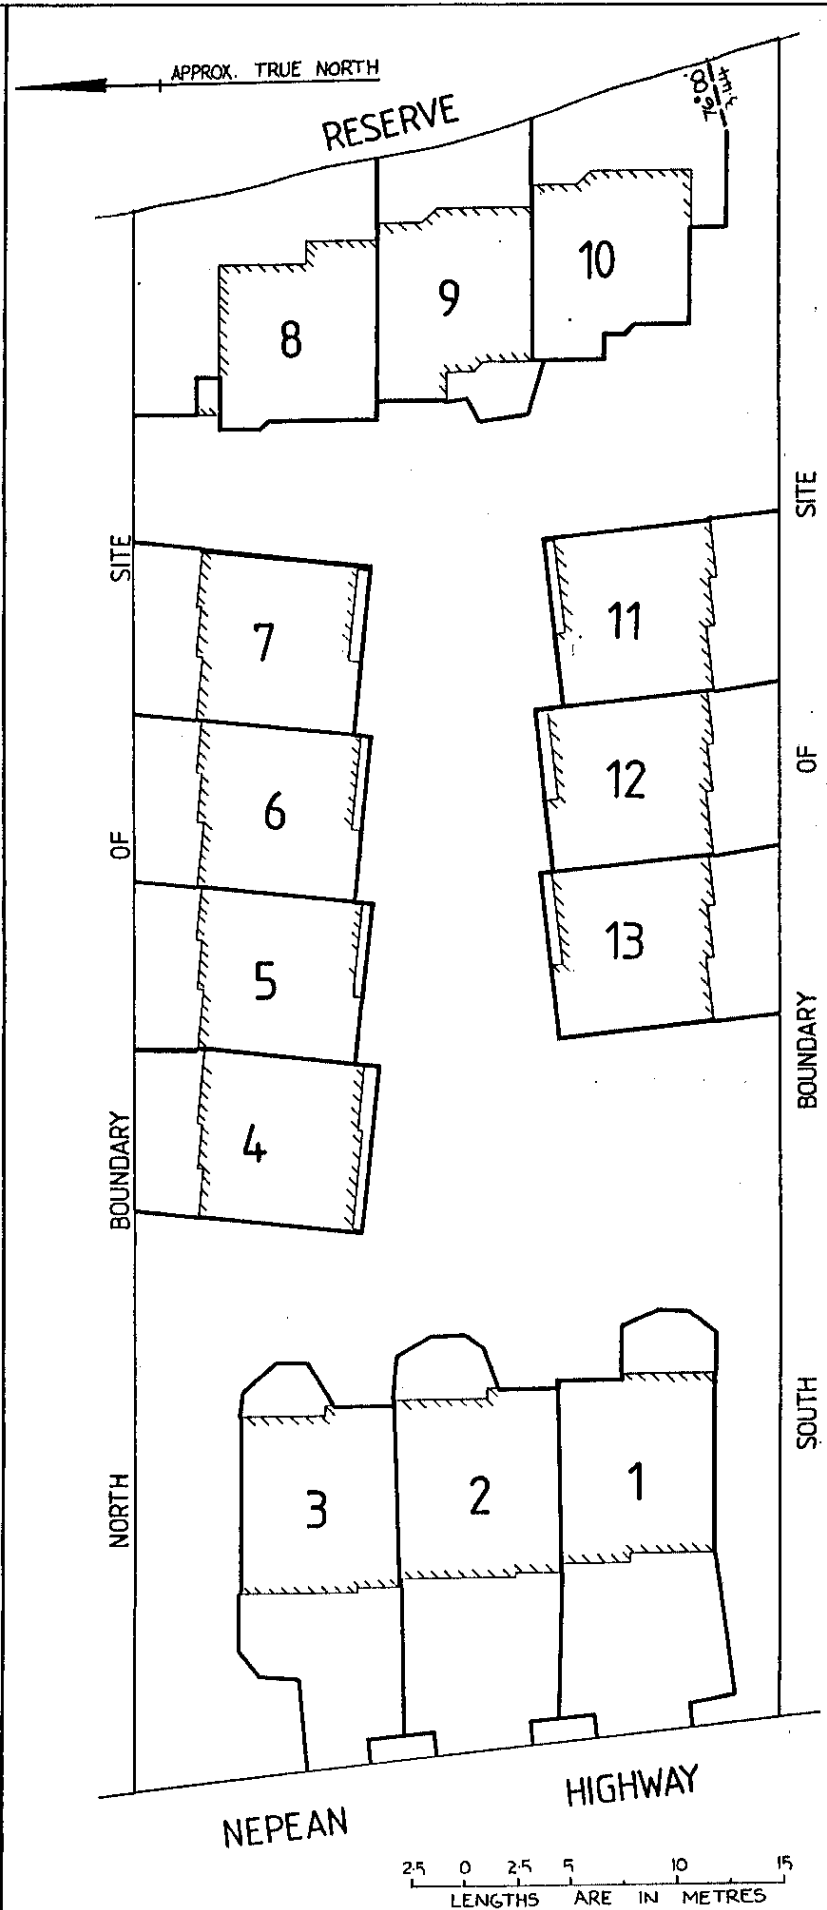 APPROX. TRUE NORTH
RESERVE
10
9
8
SITE
SITE
7
11
OF
OF
6
12
5
13
BOUNDARY
BOUNDARY
4
NORTH
SOUTH
3
2
1
NEPEAN
HIGHWAY
2·5 0 2·5 5 10 15
LENGTHS ARE IN METRES